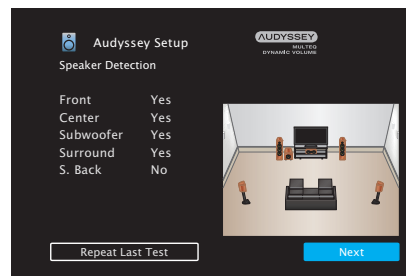 Audyssey Setup
AUDYSSEY
MULTEQ
DYNAMIC VOLUME
Speaker Detection
Front Yes
Center Yes
Subwoofer Yes
Surround Yes
S. Back No
Repeat Last Test
Next